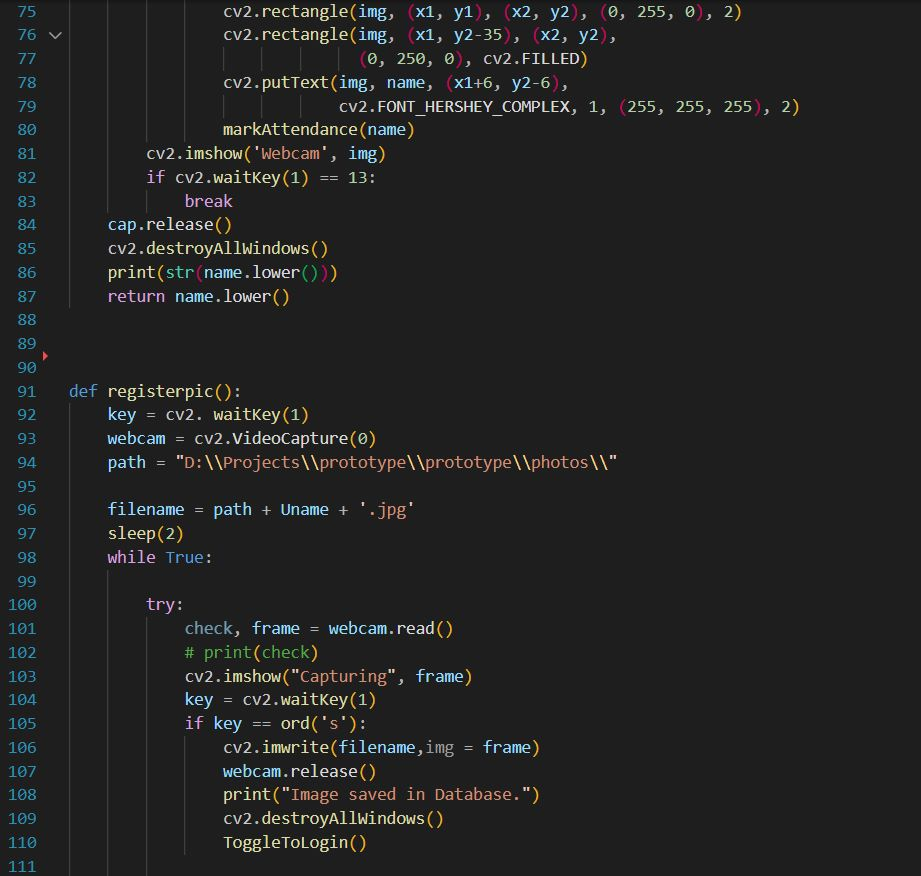 75 cv2.rectangle(img, (x1, y1), (x2, y2), (0, 255, 0), 2)
76 cv2.rectangle(img, (x1, y2-35), (x2, y2),
77 (0, 250, 0), cv2.FILLED)
78 cv2.putText(img, name, (x1+6, y2-6),
79 cv2.FONT_HERSHEY_COMPLEX, 1, (255, 255, 255), 2)
80 markAttendance(name)
81 cv2.imshow('Webcam', img)
82 if cv2.waitKey(1) == 13:
83 break
84 cap.release()
85 cv2.destroyAllWindows()
86 print(str(name.lower()))
87 return name.lower()
88
89
90
91 def registerpic():
92 key = cv2. waitKey(1)
93 webcam = cv2.VideoCapture(0)
94 path = "D:\\Projects\\prototype\\prototype\\photos\\"
95
96 filename = path + Uname + '.jpg'
97 sleep(2)
98 while True:
99
100 try:
101 check, frame = webcam.read()
102 # print(check)
103 cv2.imshow("Capturing", frame)
104 key = cv2.waitKey(1)
105 if key == ord('s'):
106 cv2.imwrite(filename,img = frame)
107 webcam.release()
108 print("Image saved in Database.")
109 cv2.destroyAllWindows()
110 ToggleToLogin()
111